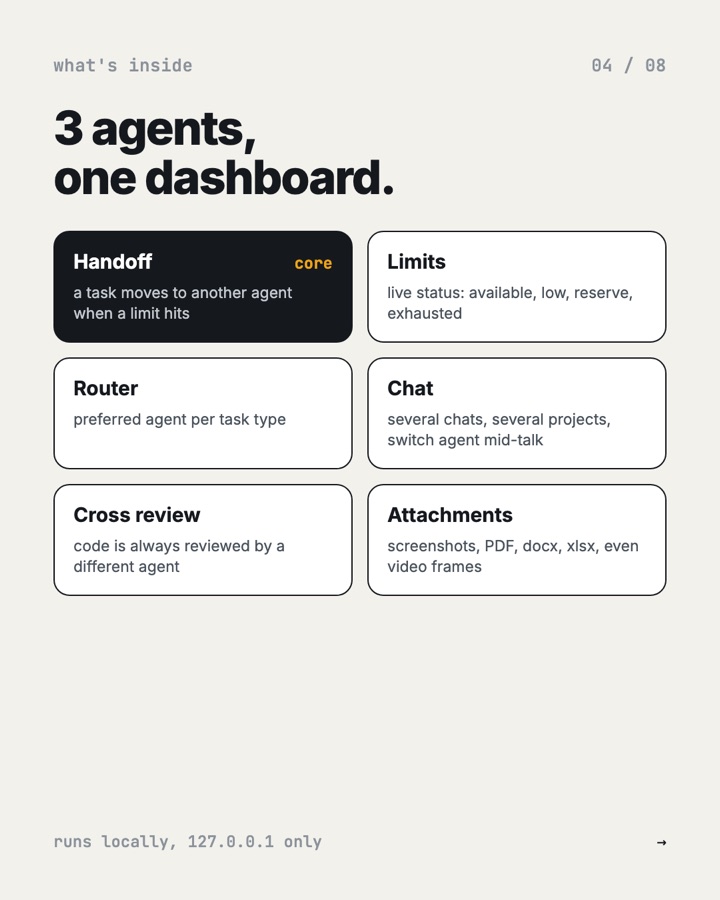 what's inside
04 / 08
3 agents,
one dashboard.
Handoff
core
a task moves to another agent
when a limit hits
Limits
live status: available, low, reserve,
exhausted
Router
preferred agent per task type
Chat
several chats, several projects,
switch agent mid-talk
Cross review
code is always reviewed by a
different agent
Attachments
screenshots, PDF, docx, xlsx, even
video frames
runs locally, 127.0.0.1 only
→